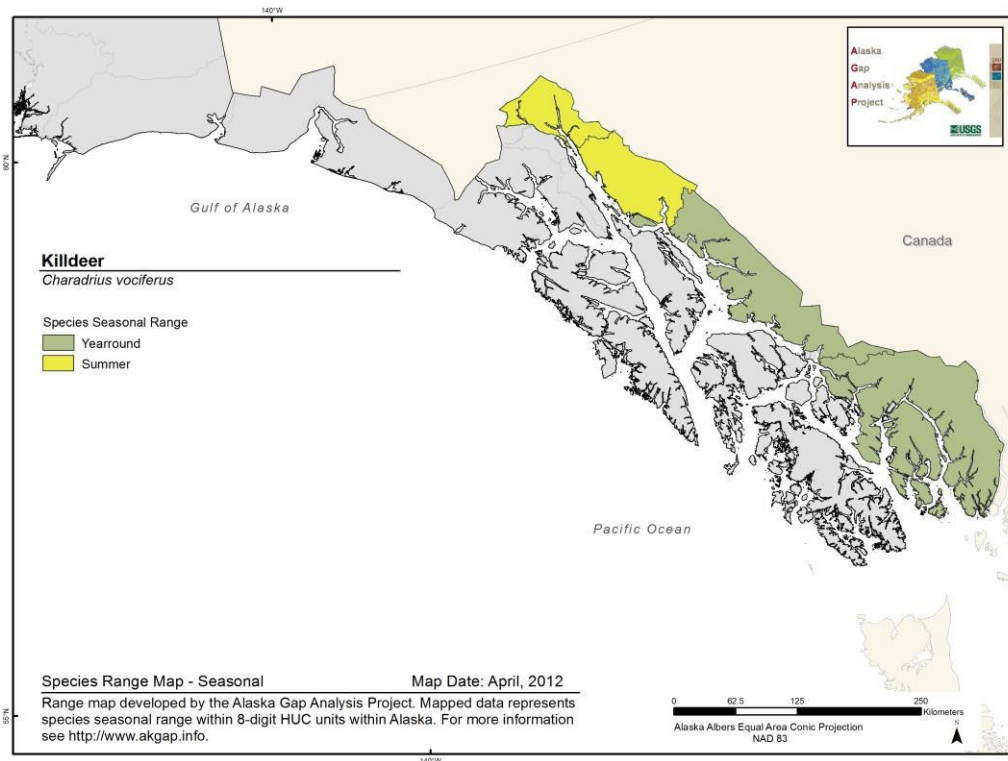 140°W
Alaska
Gap
Analysis
Project
USGS
60°N
Gulf of Alaska
Canada
Killdeer
Charadrius vociferus
Species Seasonal Range
Yearround
Summer
Pacific Ocean
Species Range Map - Seasonal Map Date: April, 2012
Range map developed by the Alaska Gap Analysis Project. Mapped data represents
species seasonal range within 8-digit HUC units within Alaska. For more information
see http://www.akgap.info.
0 62.5 125 250
Kilometers
Alaska Albers Equal Area Conic Projection
NAD 83
N
55°N
140°W